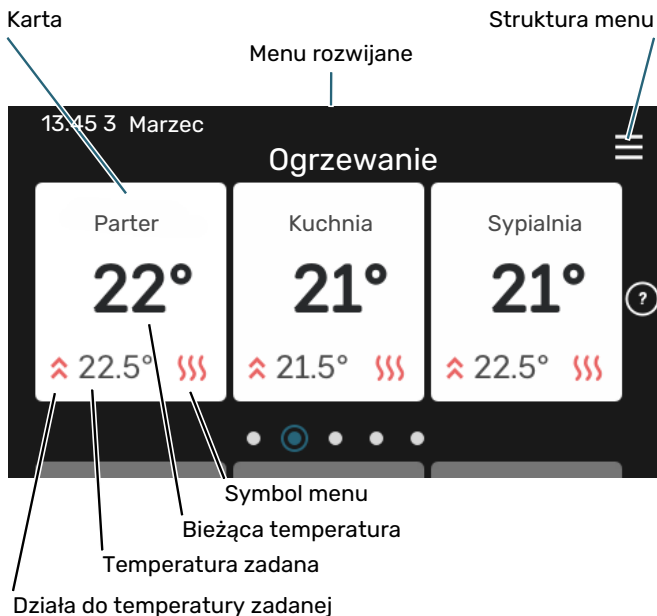 Karta
Struktura menu
Menu rozwijane
13.45 3 Marzec
Ogrzewanie
Parter
Kuchnia
Sypialnia
22°
21°
21°
?
22.5°
21.5°
22.5°
Symbol menu
Bieżąca temperatura
Temperatura zadana
Działa do temperatury zadanej